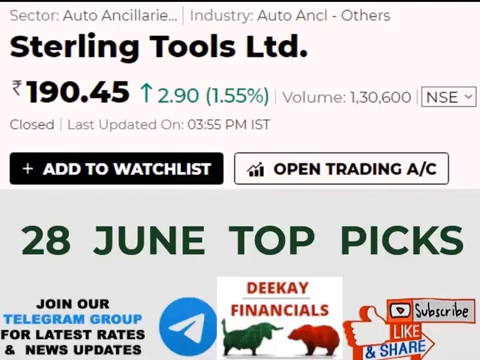 Sector: Auto Ancillarie... | Industry: Auto Ancl - Others
Sterling Tools Ltd.
₹190.45 ↑2.90 (1.55%) | Volume: 1,30,600 | NSE
Closed | Last Updated On: 03:55 PM IST
+ ADD TO WATCHLIST OPEN TRADING A/C
28 JUNE TOP PICKS
JOIN OUR
TELEGRAM GROUP
FOR LATEST RATES
& NEWS UPDATES
DEEKAY
FINANCIALS
Subscribe
LIKE
& SHARE